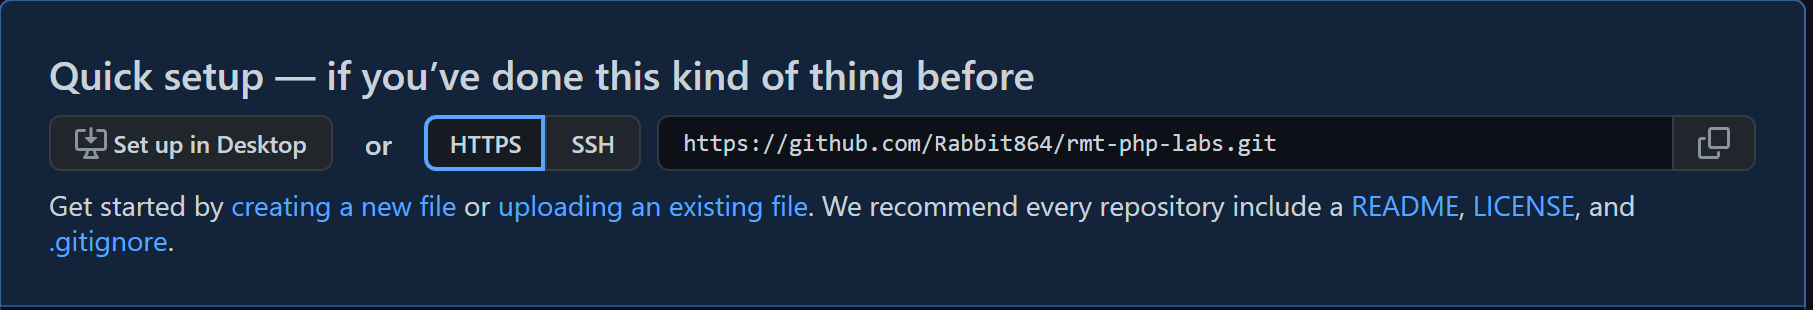 Quick setup — if you’ve done this kind of thing before
Set up in Desktop or HTTPS SSH https://github.com/Rabbit864/rmt-php-labs.git
Get started by creating a new file or uploading an existing file. We recommend every repository include a README, LICENSE, and
.gitignore.